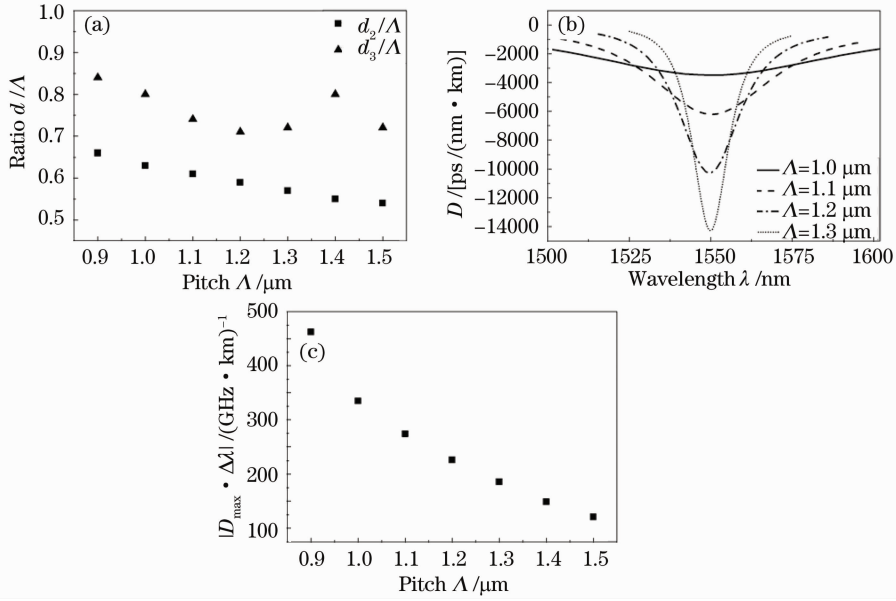 (a)
d₂/Λ
d₃/Λ
Ratio d /Λ
1.0
0.9
0.8
0.7
0.6
0.5
0.9 1.0 1.1 1.2 1.3 1.4 1.5
Pitch Λ /μm
(b)
D /[ps /(nm • km)]
0
−2000
−4000
−6000
−8000
−10000
−12000
−14000
Λ=1.0 μm
Λ=1.1 μm
Λ=1.2 μm
Λ=1.3 μm
1500 1525 1550 1575 1600
Wavelength λ /nm
(c)
|Dmax • Δλ| /(GHz • km)⁻¹
500
400
300
200
100
0.9 1.0 1.1 1.2 1.3 1.4 1.5
Pitch Λ /μm